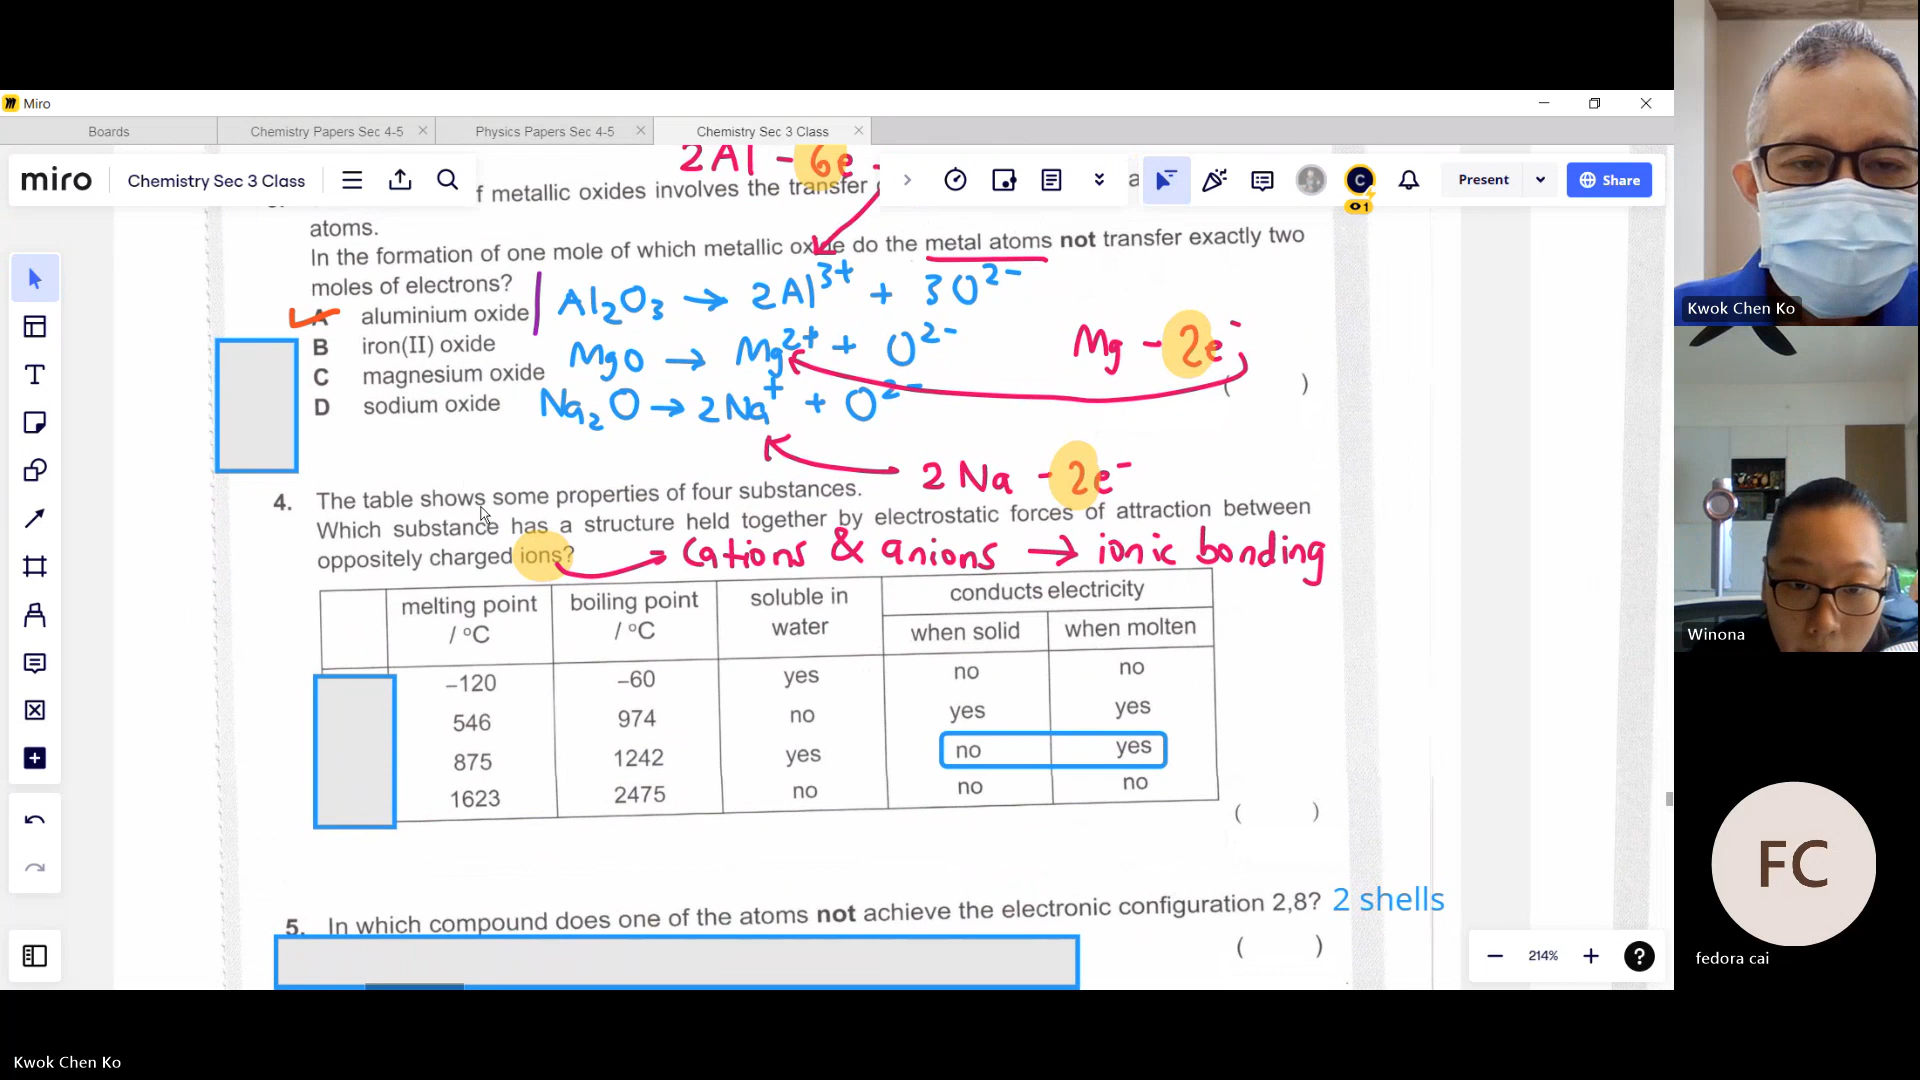 Miro
Boards
Chemistry Papers Sec 4-5
Physics Papers Sec 4-5
Chemistry Sec 3 Class
2Al - 6e
miro
Chemistry Sec 3 Class
C
1
Present
Share
f metallic oxides involves the transfer
a
atoms.
In the formation of one mole of which metallic oxide do the metal atoms not transfer exactly two
moles of electrons?
Al₂O₃ → 2Al³⁺ + 3O²⁻
A aluminium oxide
B iron(II) oxide
MgO → Mg²⁺ + O²⁻
Mg - 2e⁻
C magnesium oxide
( )
D sodium oxide
Na₂O → 2Na⁺ + O²⁻
2 Na - 2e⁻
4. The table shows some properties of four substances.
Which substance has a structure held together by electrostatic forces of attraction between
oppositely charged ions?
= cations & anions → ionic bonding
melting point / °C
boiling point / °C
soluble in water
conducts electricity
when solid
when molten
–120 –60 yes no no
546 974 no yes yes
875 1242 yes no yes
1623 2475 no no no
( )
5. In which compound does one of the atoms not achieve the electronic configuration 2,8? 2 shells
( )
214%
?
Kwok Chen Ko
Winona
FC
fedora cai
Kwok Chen Ko